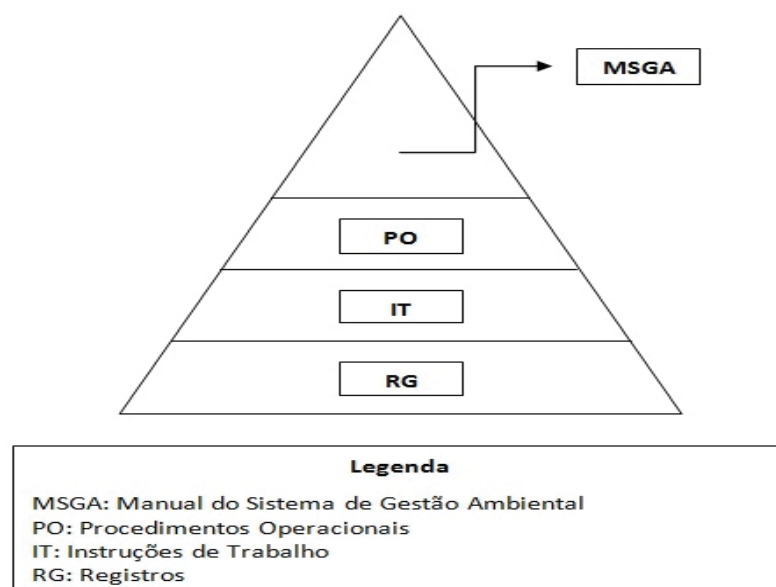 MSGA
PO
IT
RG
Legenda
MSGA: Manual do Sistema de Gestão Ambiental
PO: Procedimentos Operacionais
IT: Instruções de Trabalho
RG: Registros